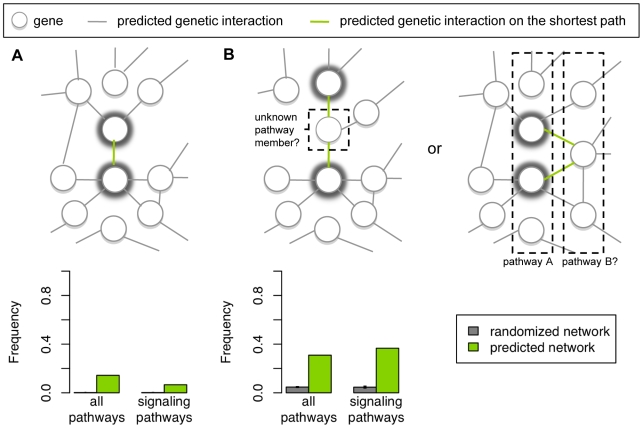 gene
predicted genetic interaction
predicted genetic interaction on the shortest path
A
B
unknown
pathway
member?
or
pathway A
pathway B?
Frequency
0.0
0.4
0.8
all
pathways
signaling
pathways
Frequency
0.0
0.4
0.8
all
pathways
signaling
pathways
randomized network
predicted network